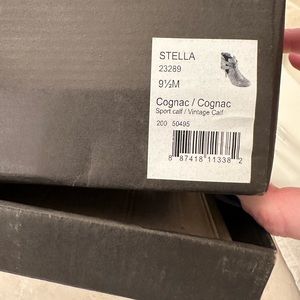 STELLA
23289
9½M
Cognac / Cognac
Sport calf / Vintage Calf
200 50495
8 87418 11338 2